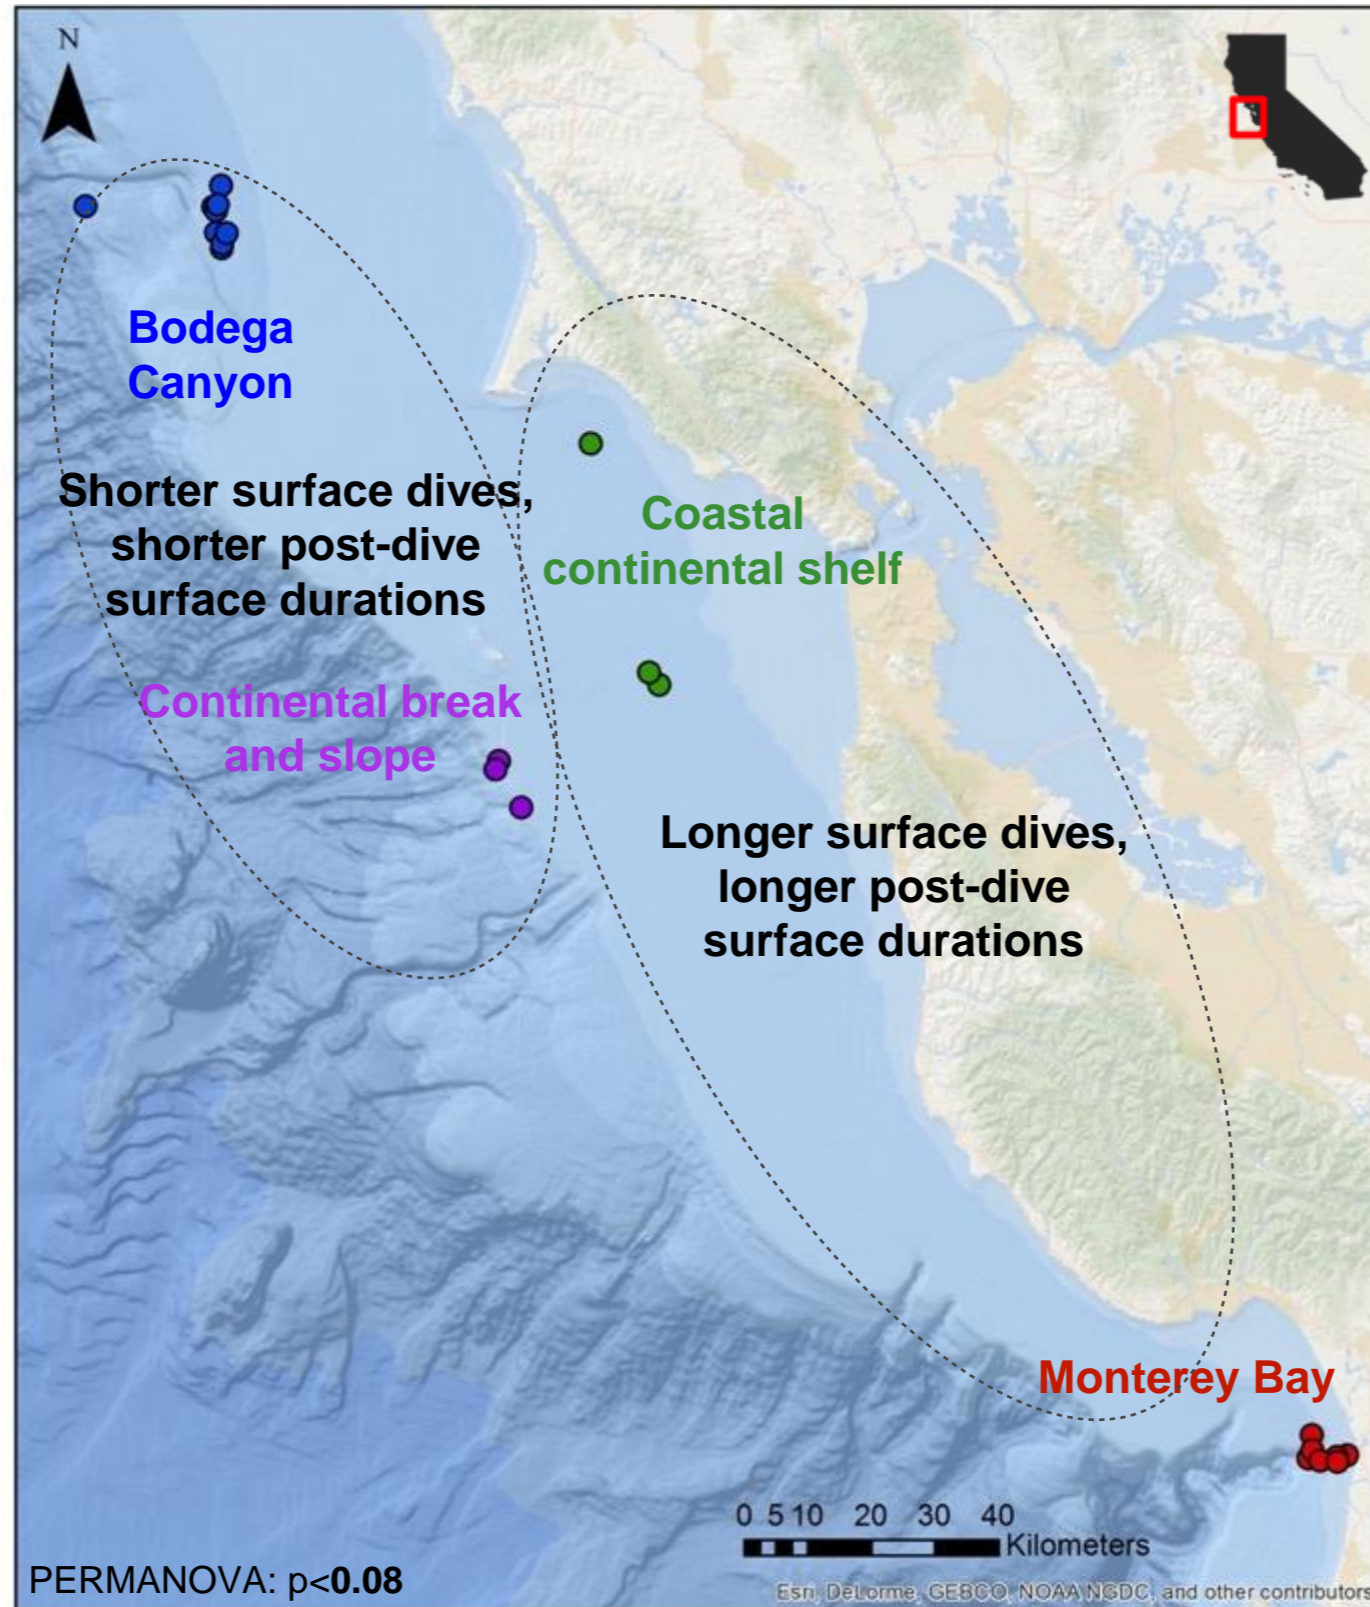 N
Bodega
Canyon
Shorter surface dives,
shorter post-dive
surface durations
Coastal
continental shelf
Continental break
and slope
Longer surface dives,
longer post-dive
surface durations
Monterey Bay
0 5 10 20 30 40
Kilometers
PERMANOVA: p<0.08
Esri, DeLorme, GEBCO, NOAA NGDC, and other contributors